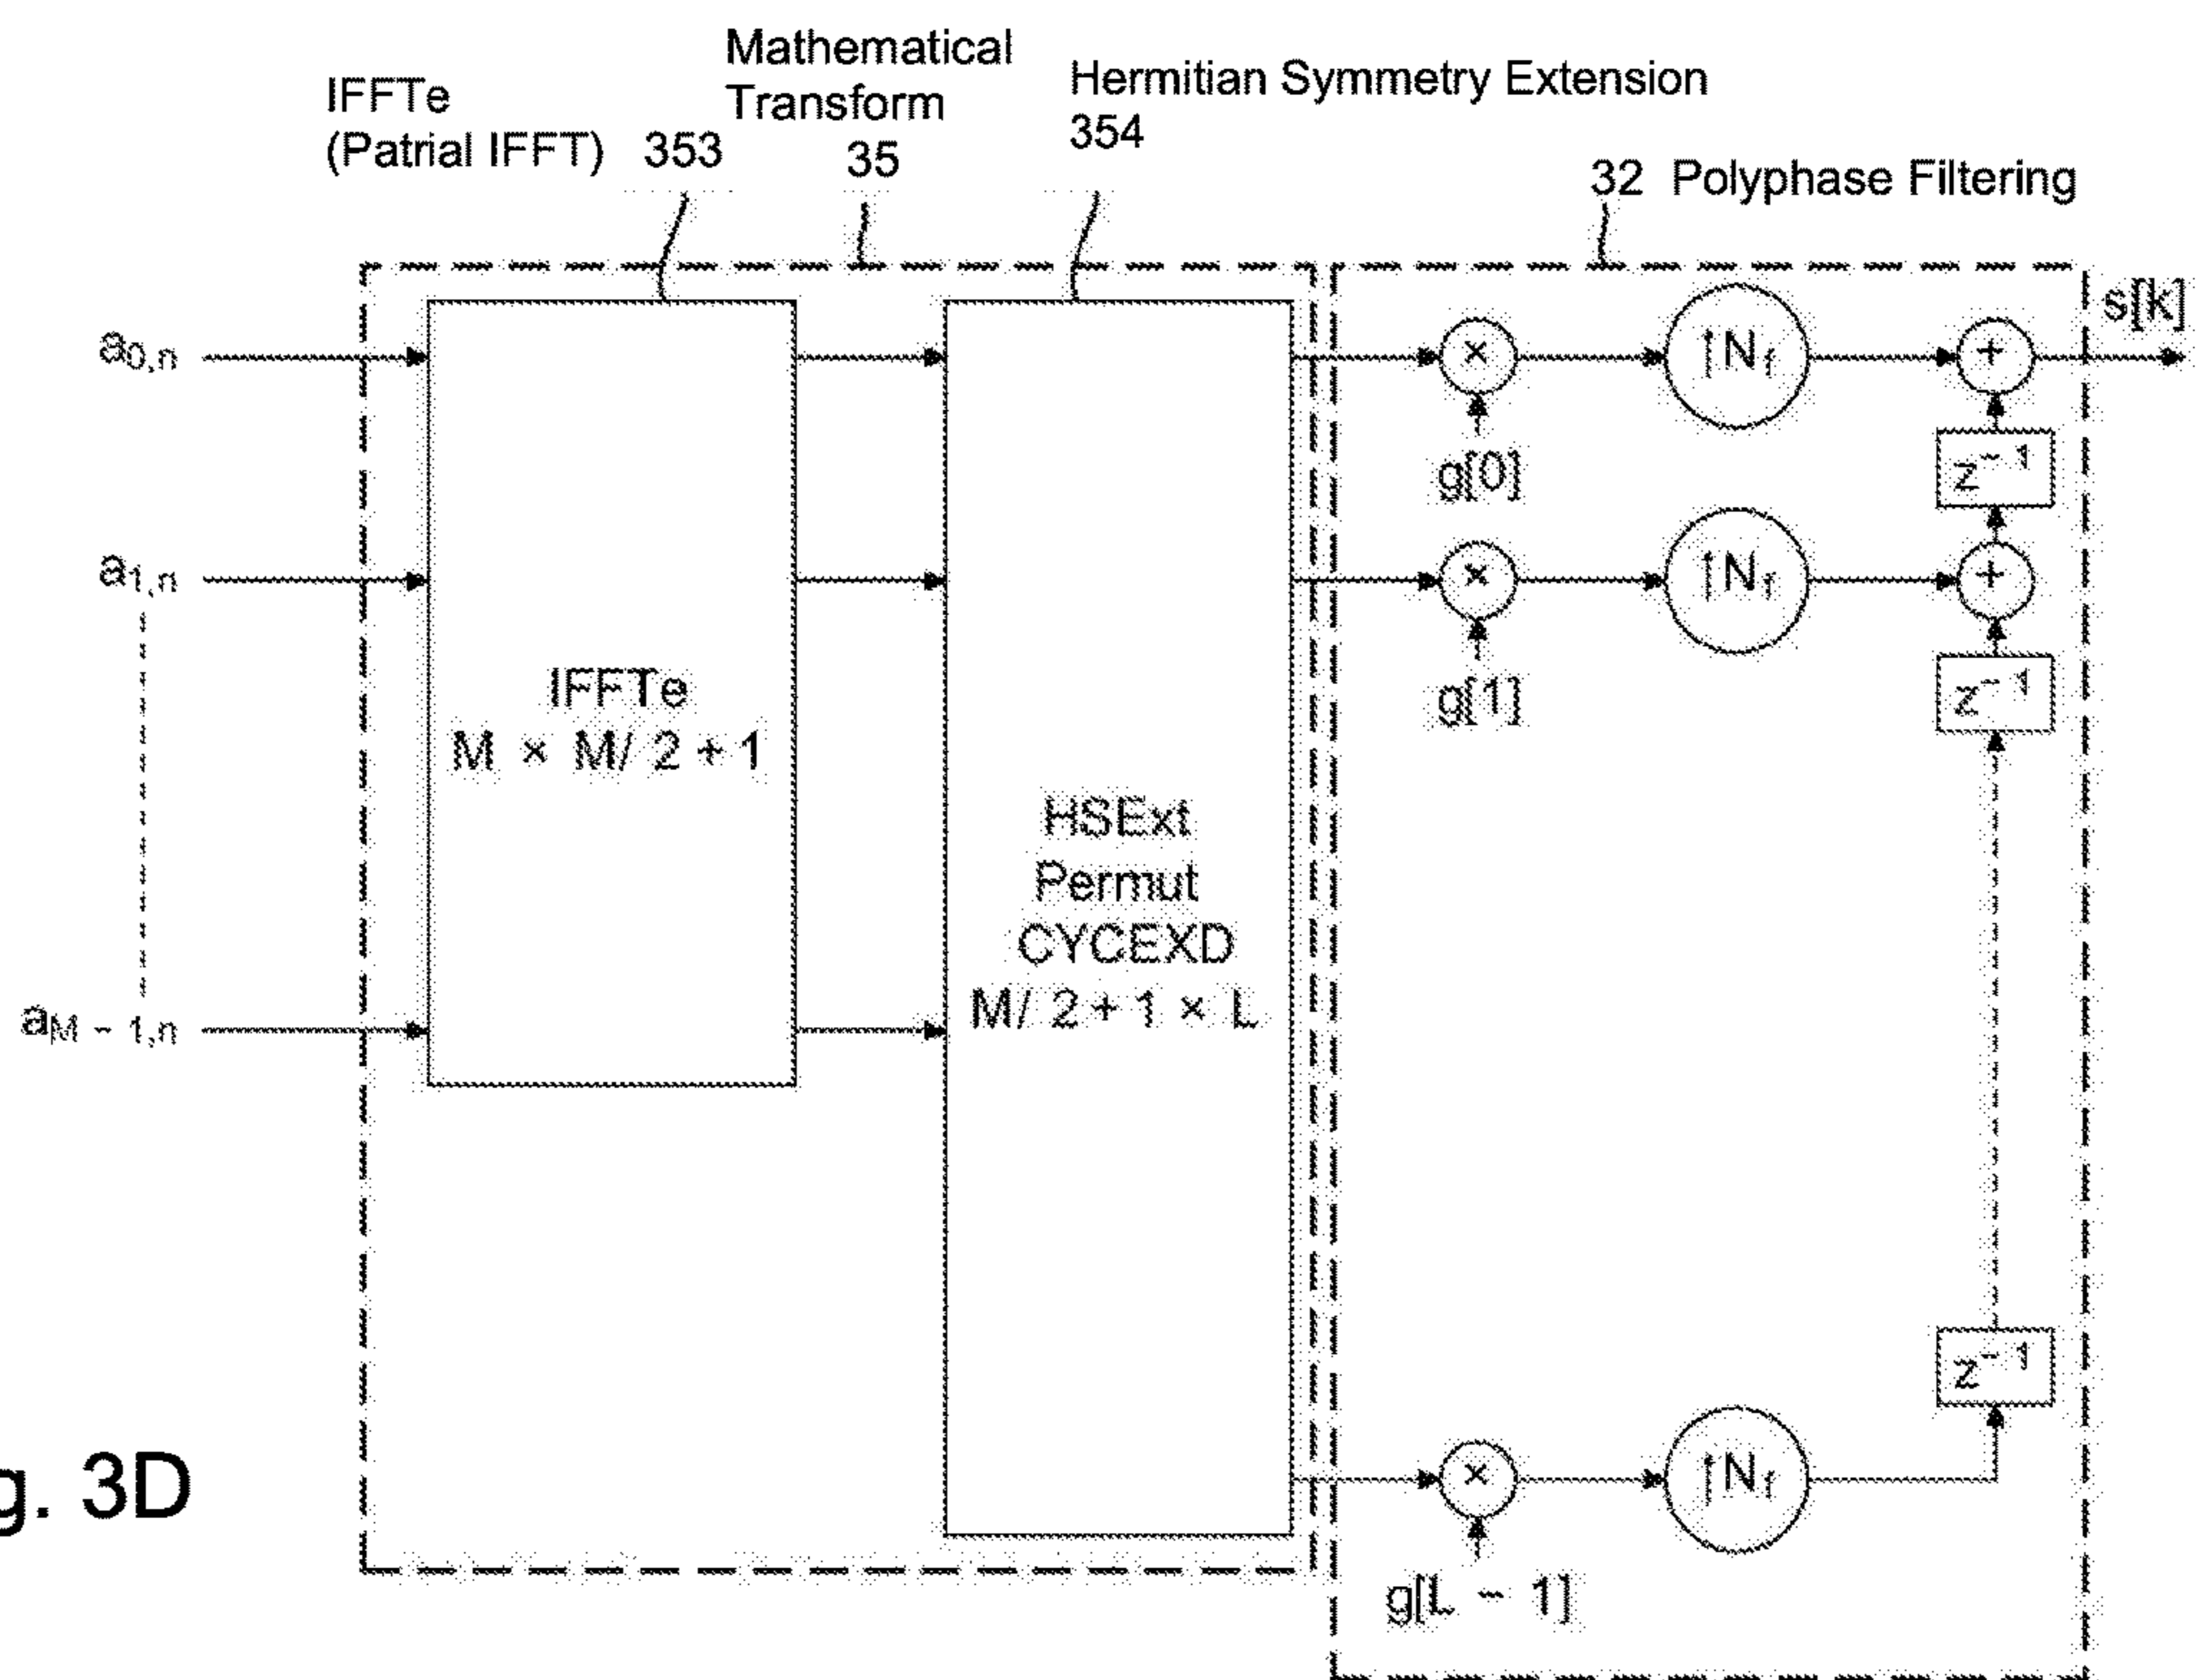 IFFTe
(Patrial IFFT) 353
Mathematical
Transform
35
Hermitian Symmetry Extension
354
32 Polyphase Filtering
a0,n
a1,n
aM - 1,n
IFFTe
M × M/ 2 + 1
HSExt
Permut
CYCEXD
M/ 2 + 1 × L
×
g[0]
↑Nf
+
s[k]
z-1
×
g[1]
↑Nf
+
z-1
z-1
×
g[L - 1]
↑Nf
g. 3D